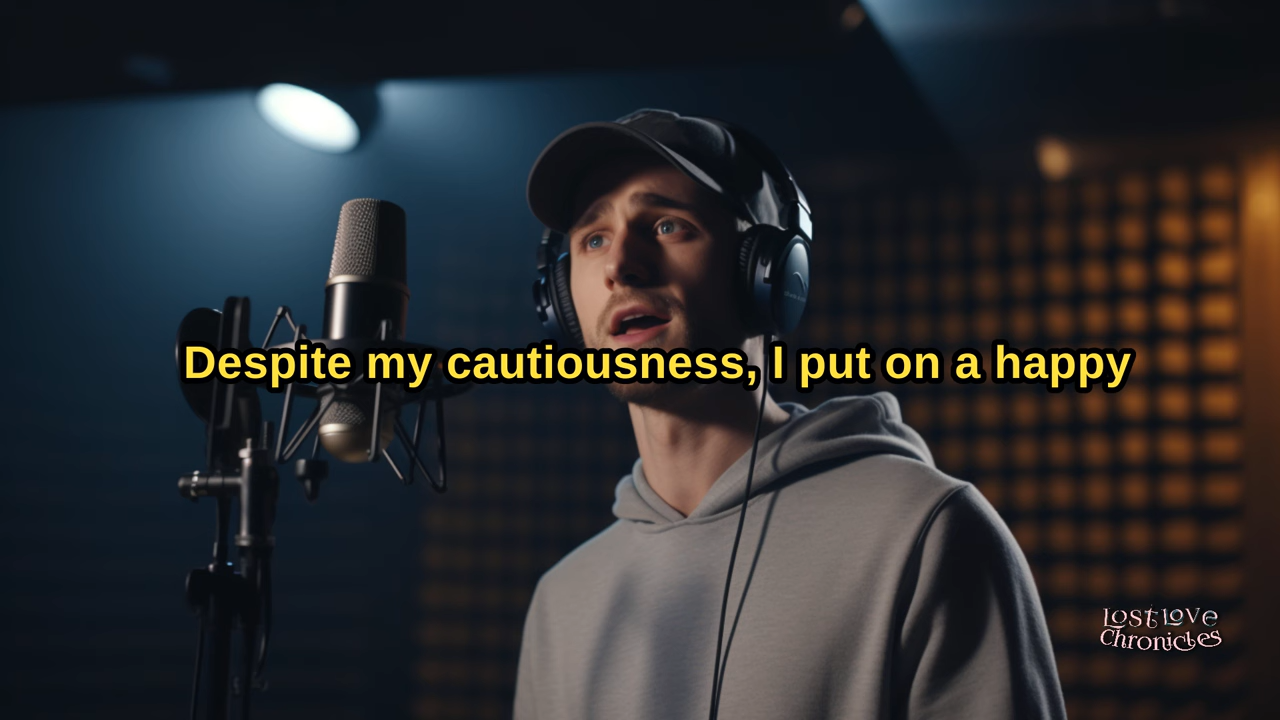 Despite my cautiousness, I put on a happy
Lost Love
Chronicles